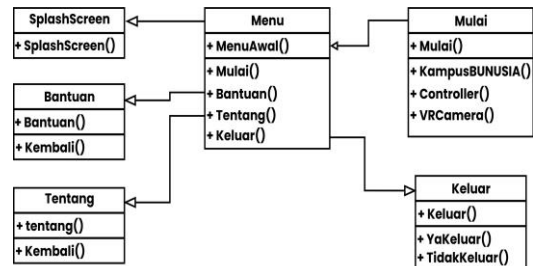 SplashScreen
+ SplashScreen()
Menu
+ MenuAwal()
+ Mulai()
+ Bantuan()
+ Tentang()
+ Keluar()
Mulai
+ Mulai()
+ KampusBUNUSIA()
+ Controller()
+ VRCamera()
Bantuan
+ Bantuan()
+ Kembali()
Tentang
+ tentang()
+ Kembali()
Keluar
+ Keluar()
+ YaKeluar()
+ TidakKeluar()